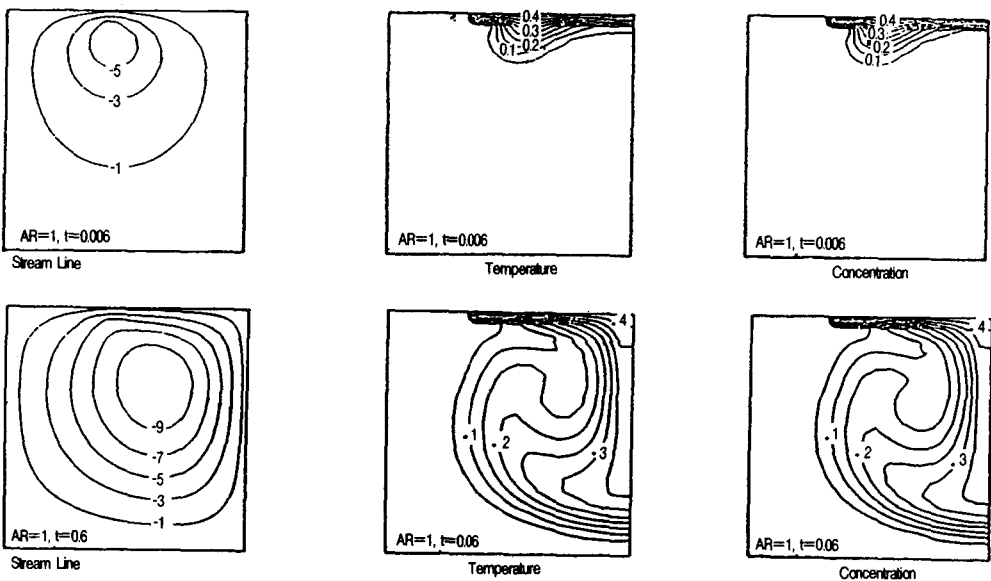 -5
-3
-1
AR=1, t=0.006
Stream Line
0.4
0.3
0.2
0.1
AR=1, t=0.006
Temperature
0.4
0.3
0.2
0.1
AR=1, t=0.006
Concentration
-9
-7
-5
-3
-1
AR=1, t=0.6
Stream Line
.4
.1
.2
.3
AR=1, t=0.06
Temperature
.4
.1
.2
.3
AR=1, t=0.06
Concentration